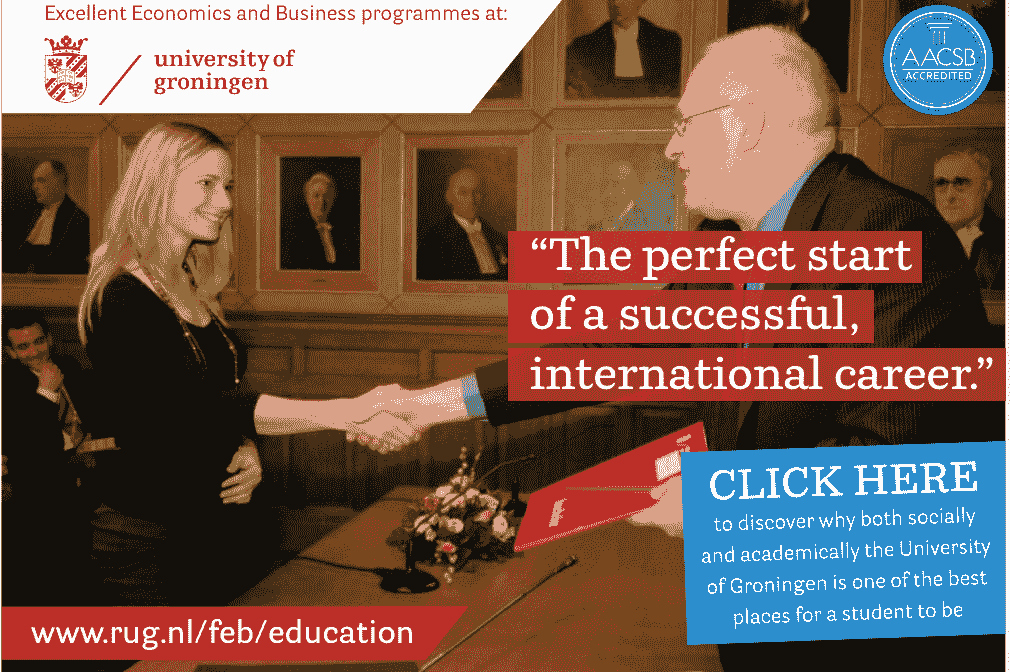 Excellent Economics and Business programmes at:
university of
groningen
AACSB
ACCREDITED
“The perfect start
of a successful,
international career.”
CLICK HERE
to discover why both socially
and academically the University
of Groningen is one of the best
places for a student to be
www.rug.nl/feb/education